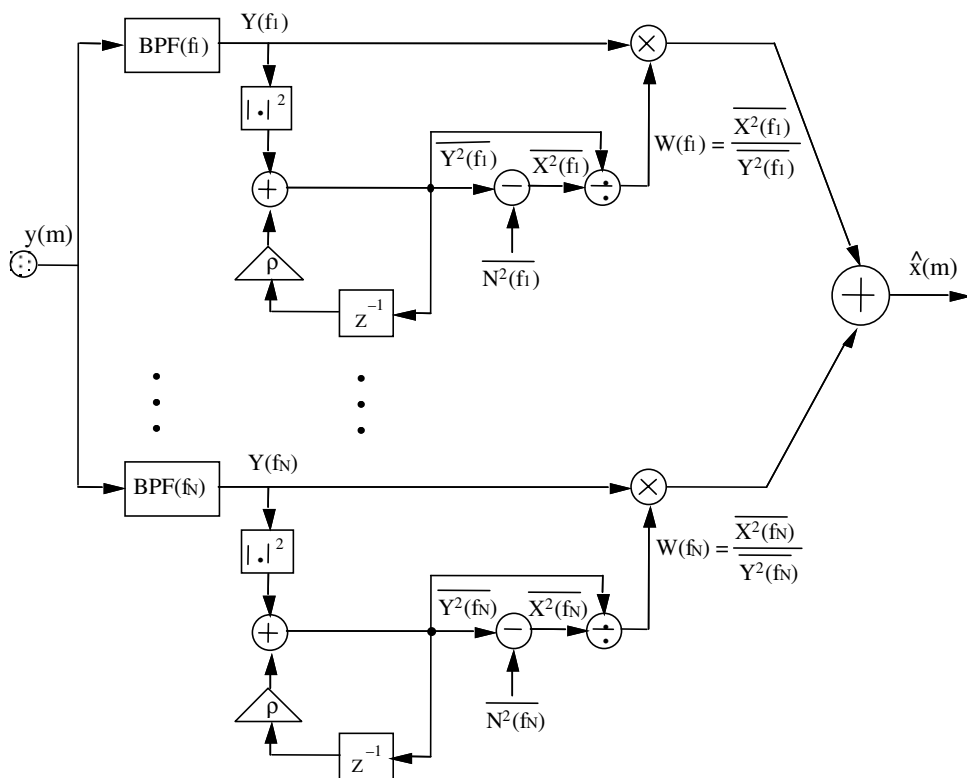 Y(f1)
BPF(f1)
×
| • | ²
W(f1) = X²(f1) / Y²(f1)
Y²(f1)
X²(f1)
+
−
÷
y(m)
ρ
N²(f1)
x̂(m)
+
Z⁻¹
Y(fN)
BPF(fN)
×
| • | ²
W(fN) = X²(fN) / Y²(fN)
Y²(fN)
X²(fN)
+
−
÷
ρ
N²(fN)
Z⁻¹